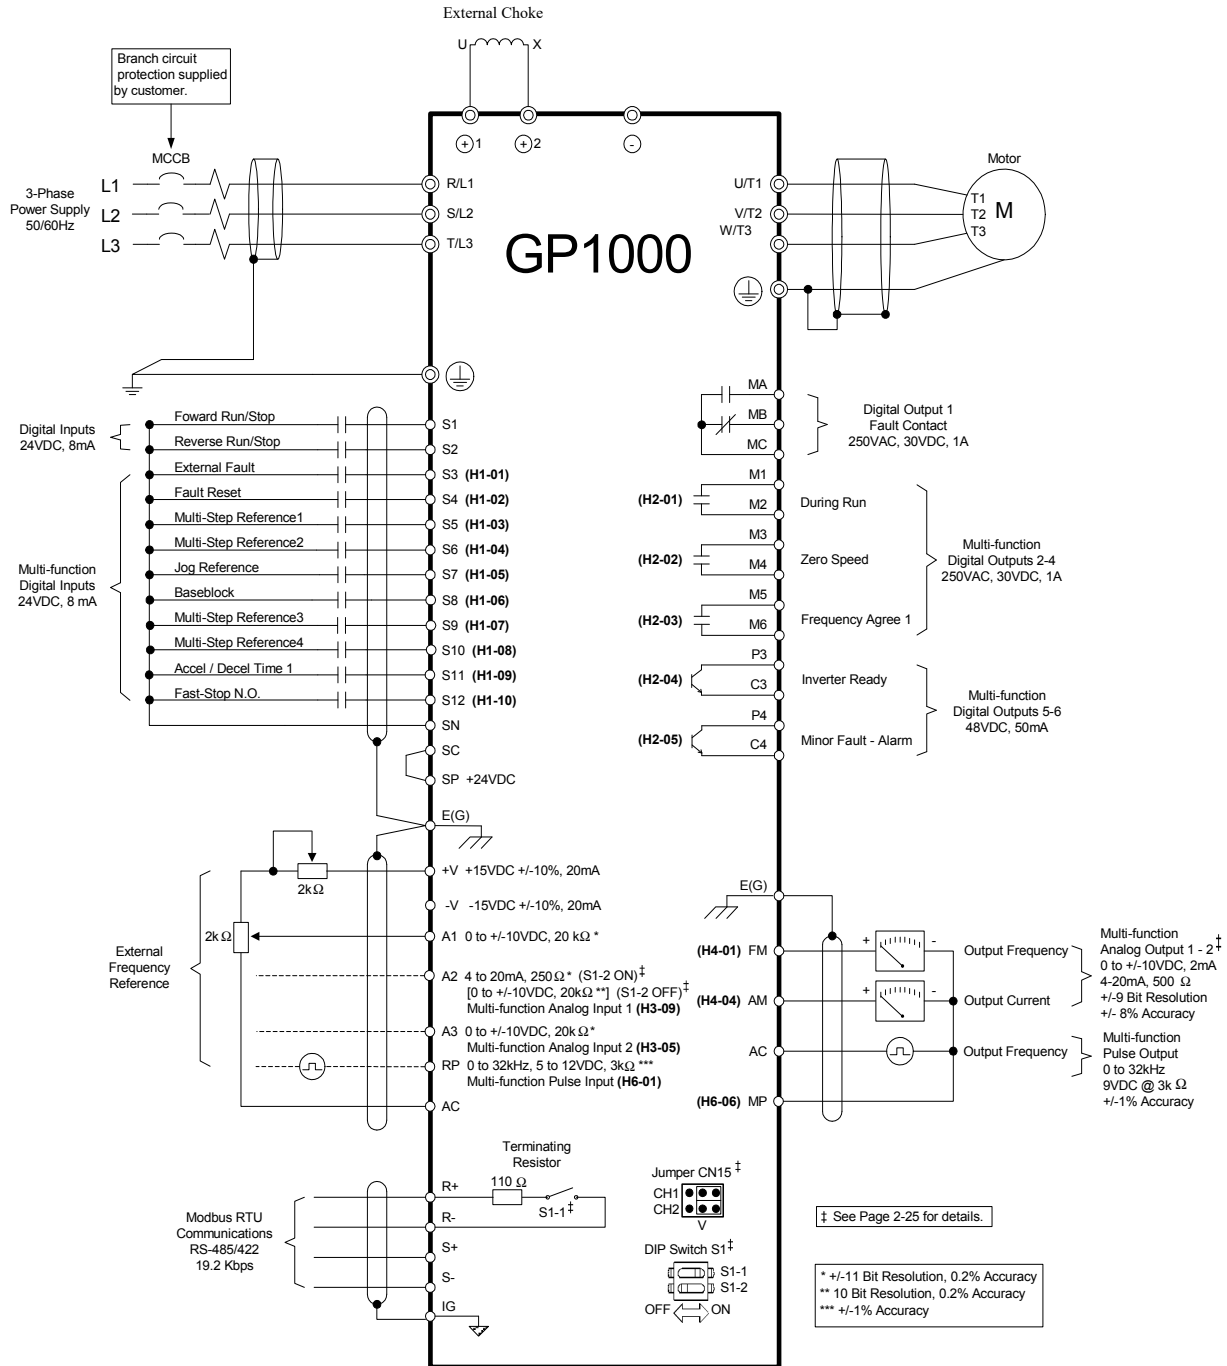 External Choke
U X
Branch circuit
protection supplied
by customer.
+ 1
+ 2
-
MCCB
3-Phase
Power Supply
50/60Hz
L1
L2
L3
R/L1
S/L2
T/L3
GP1000
U/T1
V/T2
W/T3
Motor
T1
T2
T3
M
Digital Inputs
24VDC, 8mA
Foward Run/Stop
S1
Reverse Run/Stop
S2
Multi-function
Digital Inputs
24VDC, 8 mA
External Fault
S3 (H1-01)
Fault Reset
S4 (H1-02)
Multi-Step Reference1
S5 (H1-03)
Multi-Step Reference2
S6 (H1-04)
Jog Reference
S7 (H1-05)
Baseblock
S8 (H1-06)
Multi-Step Reference3
S9 (H1-07)
Multi-Step Reference4
S10 (H1-08)
Accel / Decel Time 1
S11 (H1-09)
Fast-Stop N.O.
S12 (H1-10)
SN
SC
SP +24VDC
E(G)
MA
MB
MC
Digital Output 1
Fault Contact
250VAC, 30VDC, 1A
M1
(H2-01)
M2
During Run
M3
(H2-02)
M4
Zero Speed
M5
(H2-03)
M6
Frequency Agree 1
Multi-function
Digital Outputs 2-4
250VAC, 30VDC, 1A
P3
(H2-04)
C3
Inverter Ready
P4
(H2-05)
C4
Minor Fault - Alarm
Multi-function
Digital Outputs 5-6
48VDC, 50mA
External
Frequency
Reference
2kΩ
2kΩ
+V +15VDC +/-10%, 20mA
-V -15VDC +/-10%, 20mA
A1 0 to +/-10VDC, 20 kΩ *
A2 4 to 20mA, 250 Ω * (S1-2 ON) ‡
[0 to +/-10VDC, 20kΩ **] (S1-2 OFF) ‡
Multi-function Analog Input 1 (H3-09)
A3 0 to +/-10VDC, 20k Ω *
Multi-function Analog Input 2 (H3-05)
RP 0 to 32kHz, 5 to 12VDC, 3kΩ ***
Multi-function Pulse Input (H6-01)
AC
E(G)
(H4-01) FM
+ -
Output Frequency
(H4-04) AM
+ -
Output Current
Multi-function
Analog Output 1 - 2 ‡
0 to +/-10VDC, 2mA
4-20mA, 500 Ω
+/-9 Bit Resolution
+/- 8% Accuracy
AC
Output Frequency
(H6-06) MP
Multi-function
Pulse Output
0 to 32kHz
9VDC @ 3k Ω
+/-1% Accuracy
Modbus RTU
Communications
RS-485/422
19.2 Kbps
R+
R-
S+
S-
IG
Terminating
Resistor
110 Ω
S1-1 ‡
Jumper CN15 ‡
CH1
CH2
V
DIP Switch S1 ‡
S1-1
S1-2
OFF ON
‡ See Page 2-25 for details.
* +/-11 Bit Resolution, 0.2% Accuracy
** 10 Bit Resolution, 0.2% Accuracy
*** +/-1% Accuracy